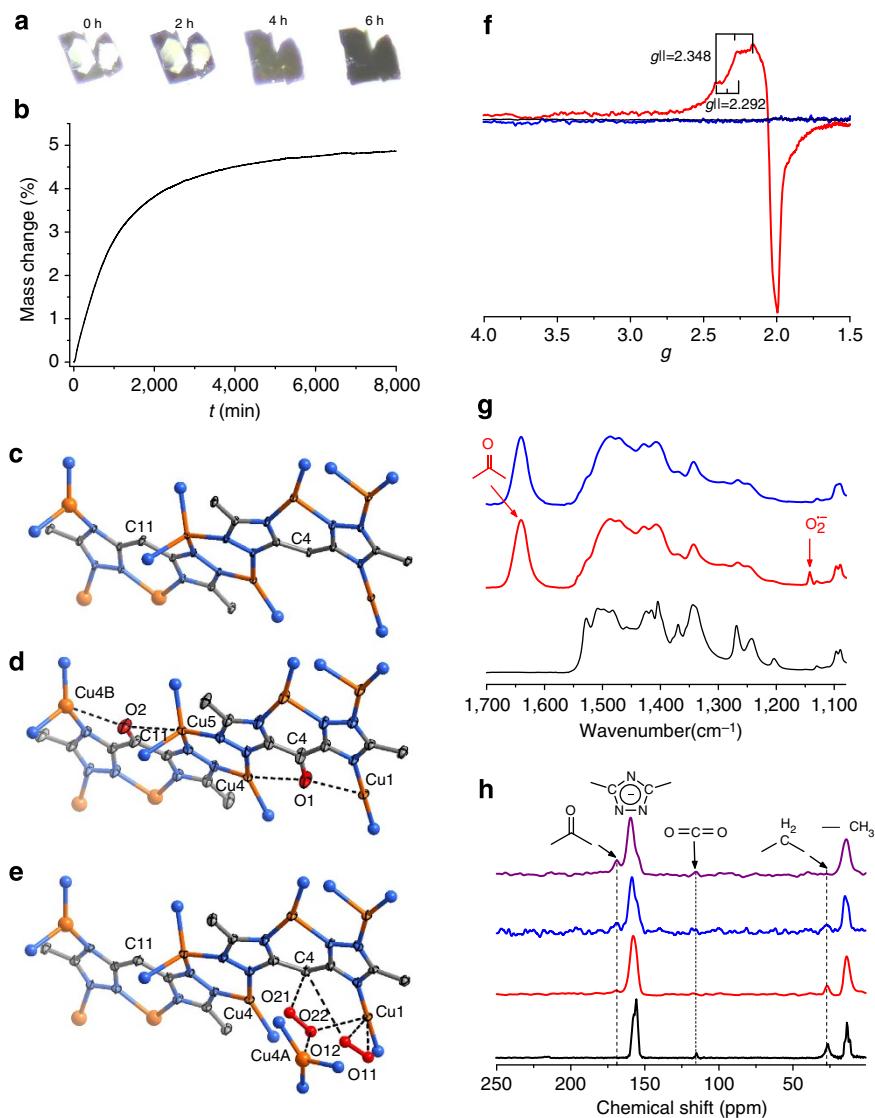 a
0 h
2 h
4 h
6 h
b
Mass change (%)
5
4
3
2
1
0
0
2,000
4,000
6,000
8,000
t (min)
c
C11
C4
d
Cu4B
O2
C11
Cu5
C4
Cu4
Cu1
O1
e
C11
C4
Cu4
O21
O22
Cu1
Cu4A
O12
O11
f
g||=2.348
g||=2.292
4.0
3.5
3.0
2.5
2.0
1.5
g
g
O
O2•−
1,700
1,600
1,500
1,400
1,300
1,200
1,100
Wavenumber(cm−1)
h
O
N
−
N N
O=C=O
H2
C
— CH3
250
200
150
100
50
Chemical shift (ppm)